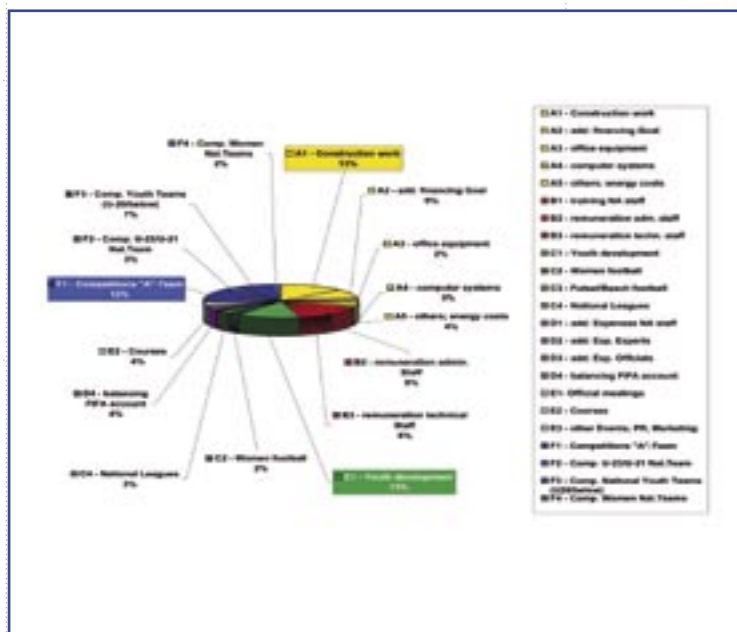 F4 - Comp. Women
Nat. Teams
A1 - Construction work
A2 - add. financing Goal
F3 - Comp. Youth Teams
F2 - Comp. U-23/U-21
Nat. Team
A3 - office equipment
F1 - Competitions "A"-Team
12%
A4 - computer systems
A5 - others; energy costs
4%
E2 - Courses
4%
B2 - remuneration admin.
Staff
D4 - balancing
FIFA account
B3 - remuneration technical
Staff
C2 - Women football
C4 - National Leagues
C1 - Youth development
A1 - Construction work
A2 - add. financing Goal
A3 - office equipment
A4 - computer systems
A5 - others; energy costs
B1 - training NA staff
B2 - remuneration adm. staff
B3 - remuneration techn. staff
C1 - Youth development
C2 - Women football
C3 - Futsal/Beach football
C4 - National Leagues
D1 - add. Expenses NA staff
D2 - add. Exp. Experts
D3 - add. Exp. Officials
D4 - balancing FIFA account
E1 - Official meetings
E2 - Courses
E3 - other Events, PR, Marketing
F1 - Competitions "A"-Team
F2 - Comp. U-23/U-21 Nat.Team
F3 - Comp. National Youth Teams
F4 - Comp. Women Nat. Teams